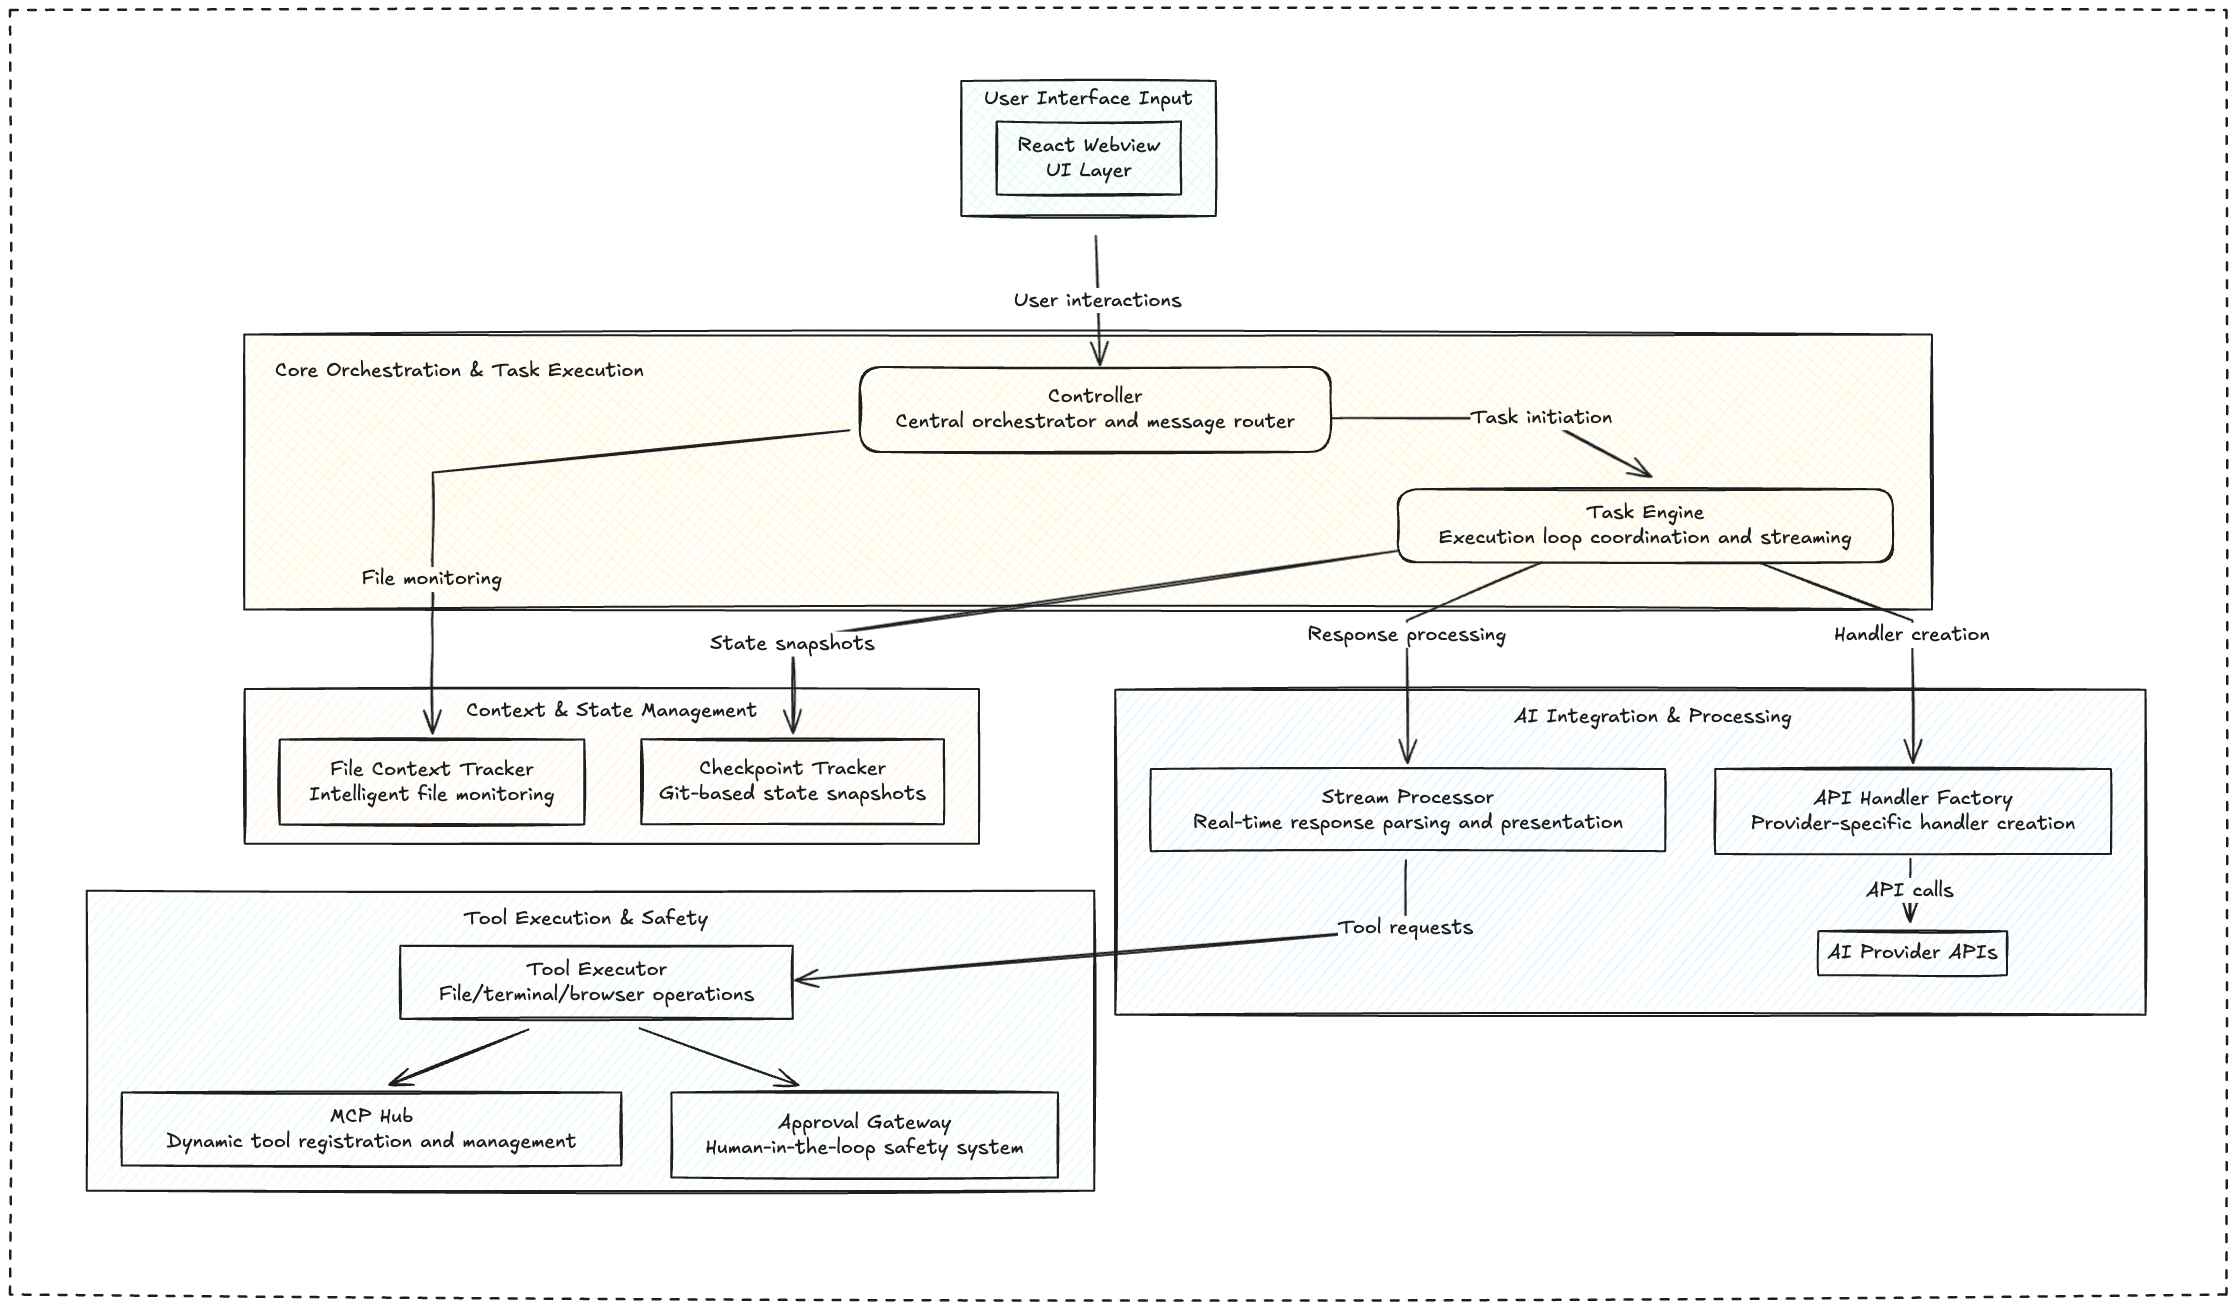 User Interface Input
React Webview
UI Layer
User interactions
Core Orchestration & Task Execution
Controller
Central orchestrator and message router
Task initiation
Task Engine
Execution loop coordination and streaming
File monitoring
State snapshots
Response processing
Handler creation
Context & State Management
File Context Tracker
Intelligent file monitoring
Checkpoint Tracker
Git-based state snapshots
AI Integration & Processing
Stream Processor
Real-time response parsing and presentation
API Handler Factory
Provider-specific handler creation
API calls
AI Provider APIs
Tool requests
Tool Execution & Safety
Tool Executor
File/terminal/browser operations
MCP Hub
Dynamic tool registration and management
Approval Gateway
Human-in-the-loop safety system